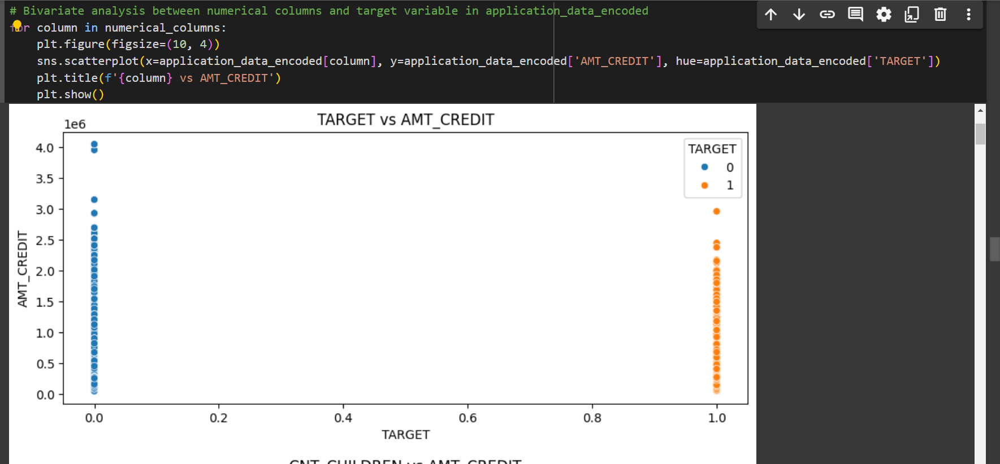 # Bivariate analysis between numerical columns and target variable in application_data_encoded
for column in numerical_columns:
    plt.figure(figsize=(10, 4))
    sns.scatterplot(x=application_data_encoded[column], y=application_data_encoded['AMT_CREDIT'], hue=application_data_encoded['TARGET'])
    plt.title(f'{column} vs AMT_CREDIT')
    plt.show()
TARGET vs AMT_CREDIT
1e6
4.0
3.5
3.0
2.5
2.0
1.5
1.0
0.5
0.0
AMT_CREDIT
TARGET
0
1
0.0 0.2 0.4 0.6 0.8 1.0
TARGET
CNT_CHILDREN vs AMT_CREDIT